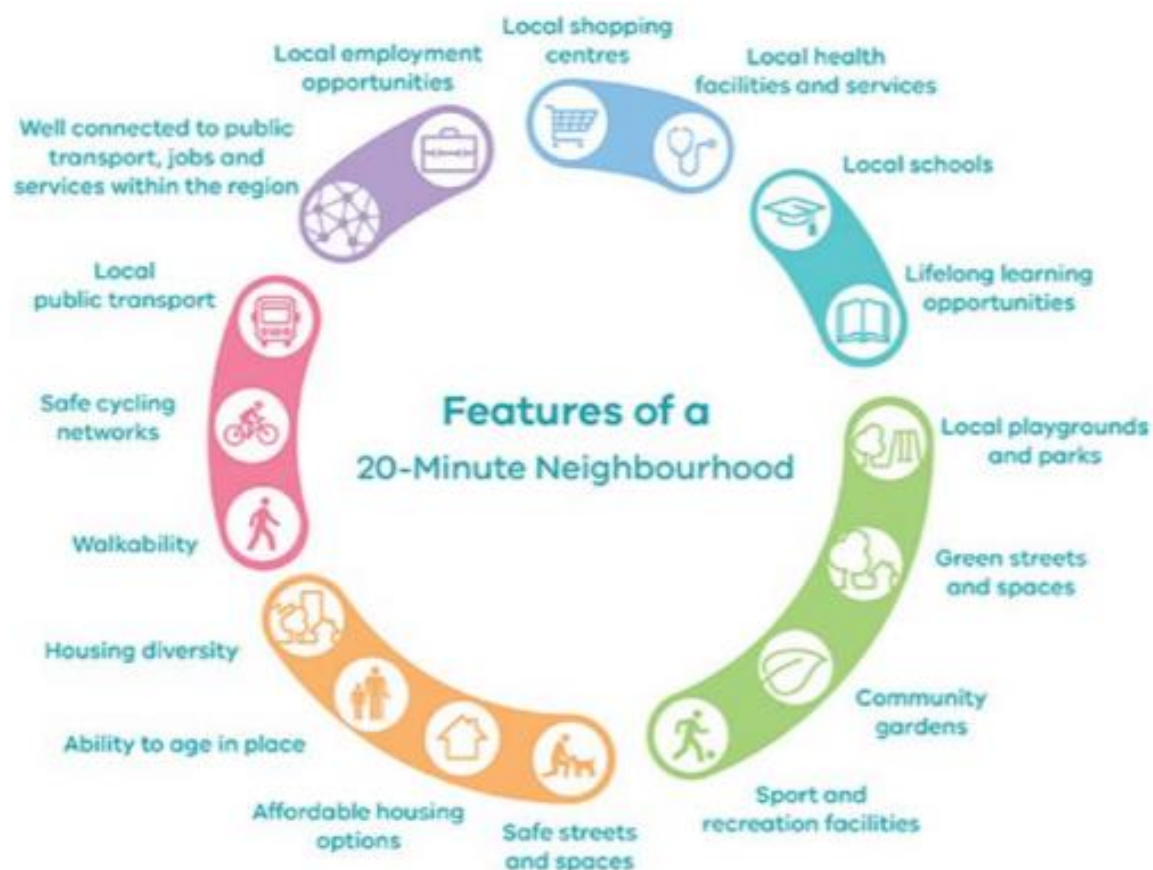 Features of a
20-Minute Neighbourhood
Local shopping
centres
Local health
facilities and services
Local schools
Lifelong learning
opportunities
Local playgrounds
and parks
Green streets
and spaces
Community
gardens
Sport and
recreation facilities
Safe streets
and spaces
Affordable housing
options
Ability to age in place
Housing diversity
Walkability
Safe cycling
networks
Local
public transport
Well connected to public
transport, jobs and
services within the region
Local employment
opportunities